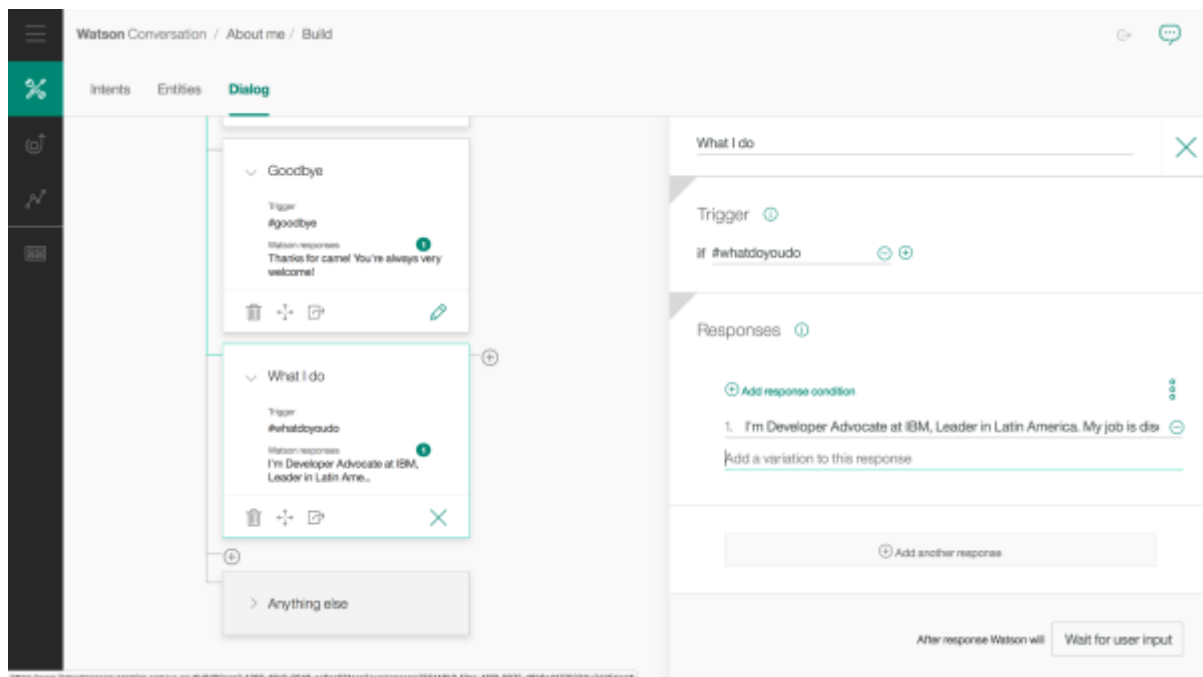 Watson Conversation / About me / Build
Intents Entities Dialog
Goodbye
Trigger
#goodbye
Watson responses 1
Thanks for came! You're always very
welcome!
What I do
Trigger
#whatdoyoudo
Watson responses 1
I'm Developer Advocate at IBM,
Leader in Latin Ame...
Anything else
What I do
Trigger
if #whatdoyoudo
Responses
Add response condition
1. I'm Developer Advocate at IBM, Leader in Latin America. My job is dis
Add a variation to this response
Add another response
After response Watson will Wait for user input